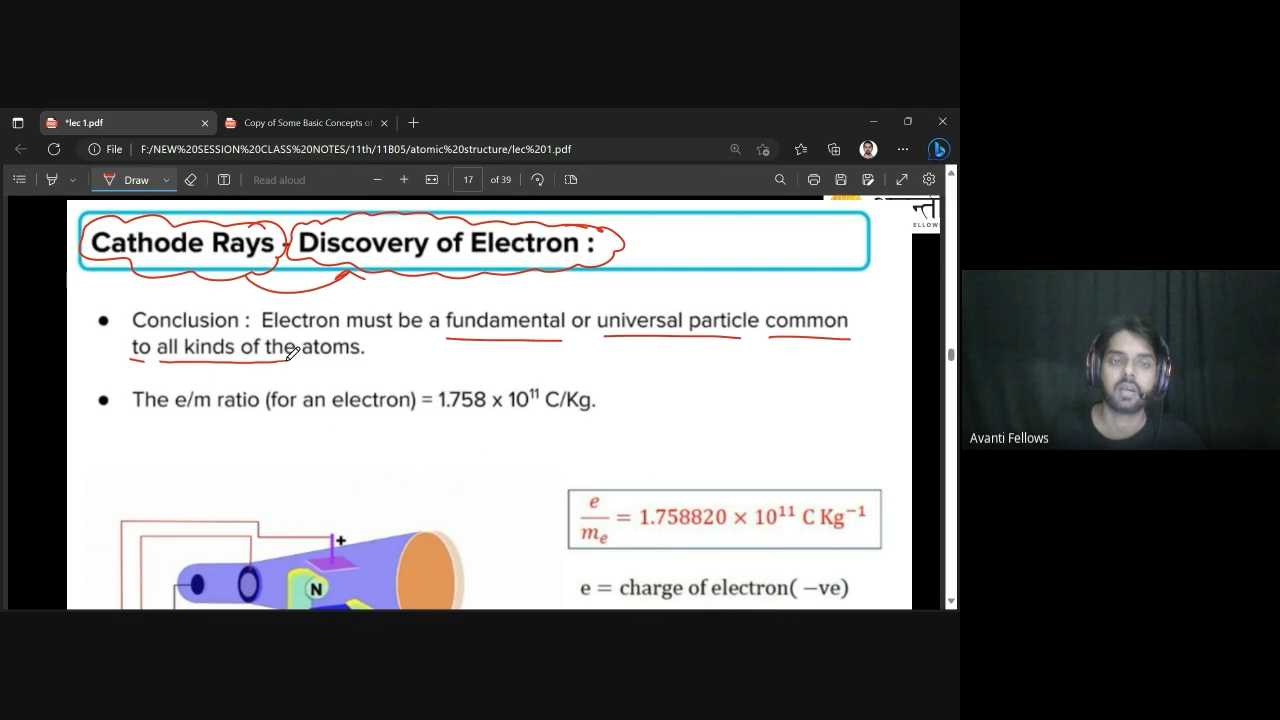 *lec 1.pdf
Copy of Some Basic Concepts of
File
F:/NEW%20SESSION%20CLASS%20NOTES/11th/11B05/atomic%20structure/lec%201.pdf
Draw
Read aloud
17 of 39
न्ती
ELLOW
Cathode Rays - Discovery of Electron :
● Conclusion : Electron must be a fundamental or universal particle common
to all kinds of the atoms.
● The e/m ratio (for an electron) = 1.758 x 10¹¹ C/Kg.
e/mₑ = 1.758820 × 10¹¹ C Kg⁻¹
+
N
e = charge of electron( −ve)
Avanti Fellows